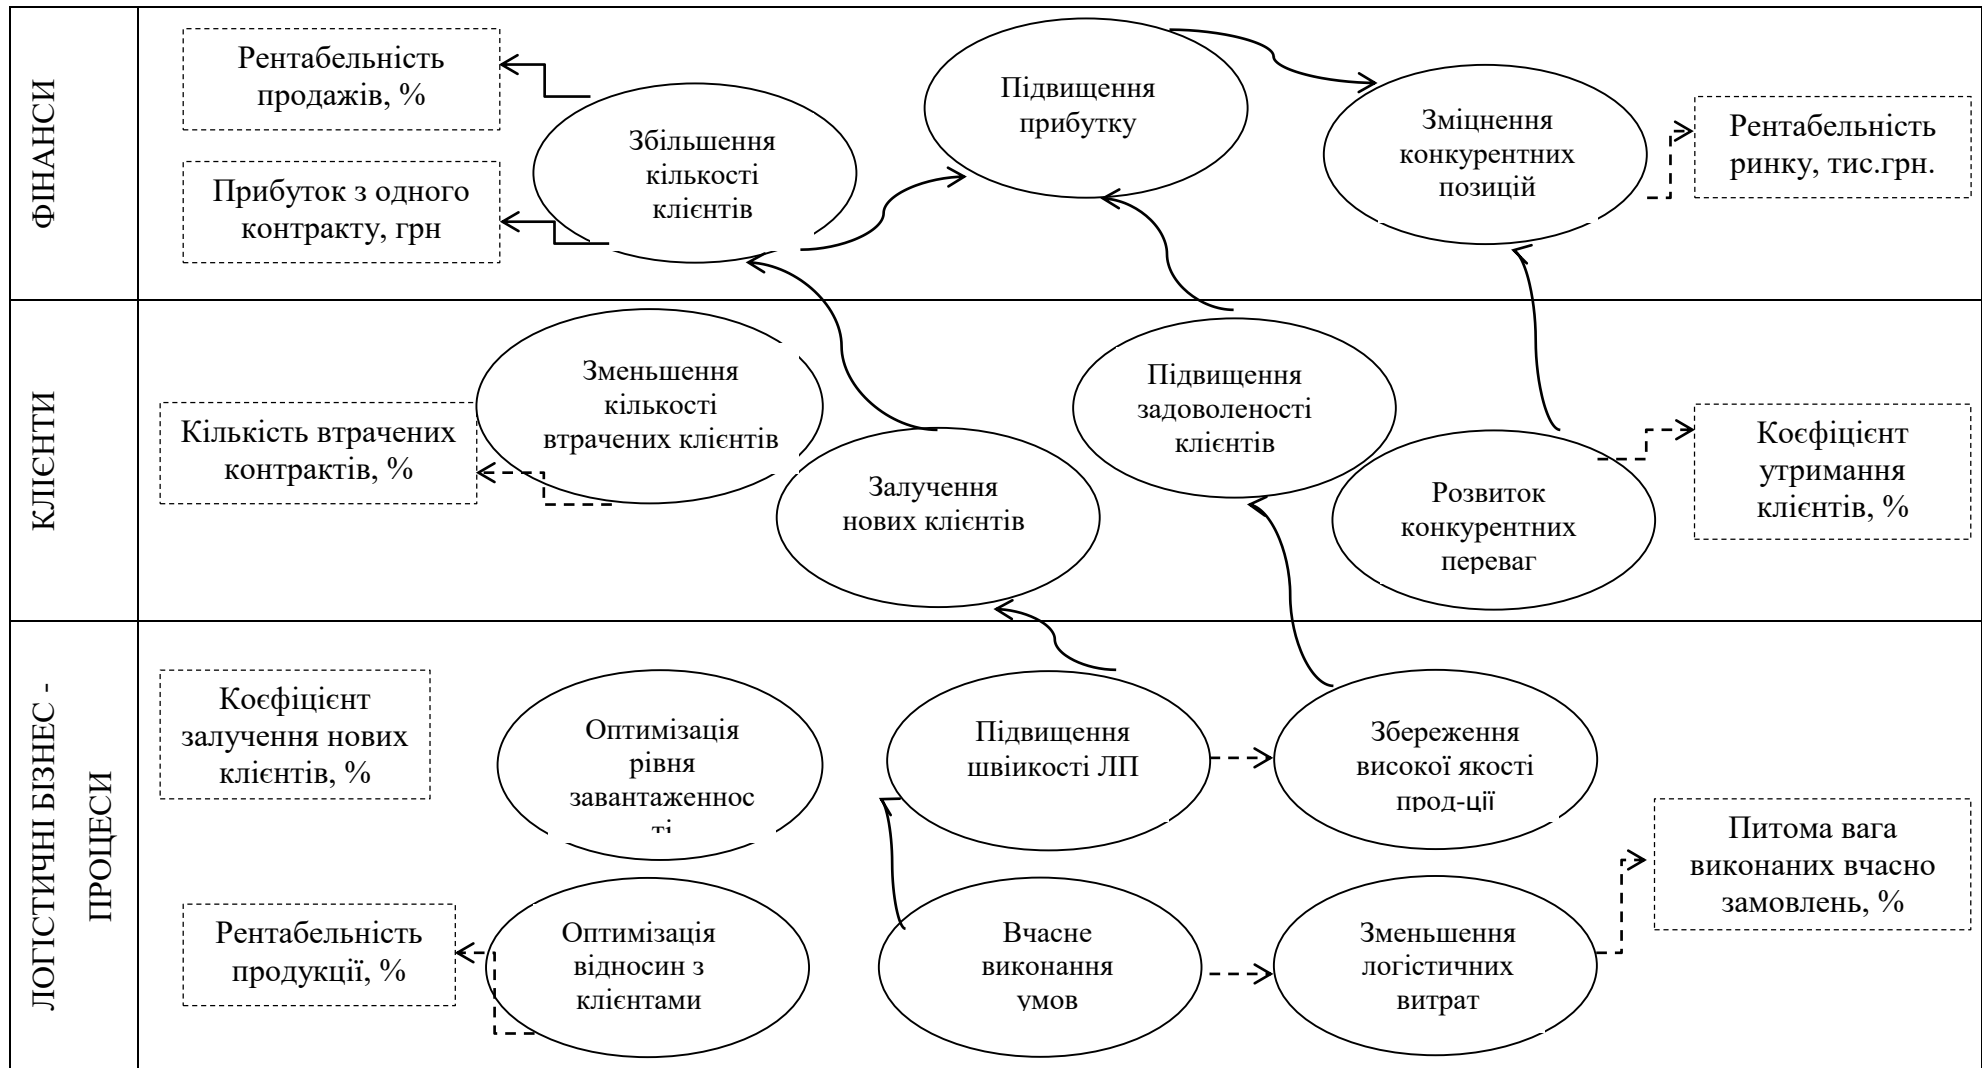 ФІНАНСИ
Рентабельність
продажів, %
Прибуток з одного
контракту, грн
Збільшення
кількості
клієнтів
Підвищення
прибутку
Зміцнення
конкурентних
позицій
Рентабельність
ринку, тис.грн.
КЛІЄНТИ
Кількість втрачених
контрактів, %
Зменьшення
кількості
втрачених клієнтів
Залучення
нових клієнтів
Підвищення
задоволеності
клієнтів
Розвиток
конкурентних
переваг
Коєфіцієнт
утримання
клієнтів, %
ЛОГІСТИЧНІ БІЗНЕС -
ПРОЦЕСИ
Коєфіцієнт
залучення нових
клієнтів, %
Оптимізація
рівня
завантаженнос
ті
Підвищення
швіикості ЛП
Збереження
високої якості
прод-ції
Рентабельність
продукції, %
Оптимізація
відносин з
клієнтами
Вчасне
виконання
умов
Зменьшення
логістичних
витрат
Питома вага
виконаних вчасно
замовлень, %